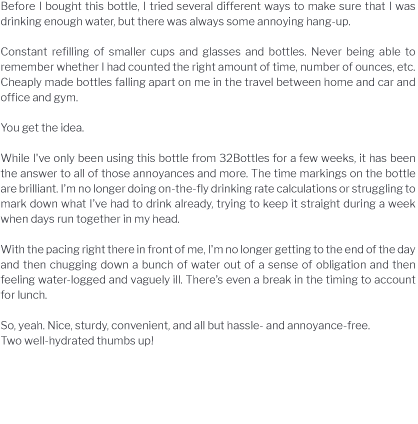 Before I bought this bottle, I tried several different ways to make sure that I was
drinking enough water, but there was always some annoying hang-up.
Constant refilling of smaller cups and glasses and bottles. Never being able to
remember whether I had counted the right amount of time, number of ounces, etc.
Cheaply made bottles falling apart on me in the travel between home and car and
office and gym.
You get the idea.
While I've only been using this bottle from 32Bottles for a few weeks, it has been
the answer to all of those annoyances and more. The time markings on the bottle
are brilliant. I'm no longer doing on-the-fly drinking rate calculations or struggling to
mark down what I've had to drink already, trying to keep it straight during a week
when days run together in my head.
With the pacing right there in front of me, I'm no longer getting to the end of the day
and then chugging down a bunch of water out of a sense of obligation and then
feeling water-logged and vaguely ill. There's even a break in the timing to account
for lunch.
So, yeah. Nice, sturdy, convenient, and all but hassle- and annoyance-free.
Two well-hydrated thumbs up!